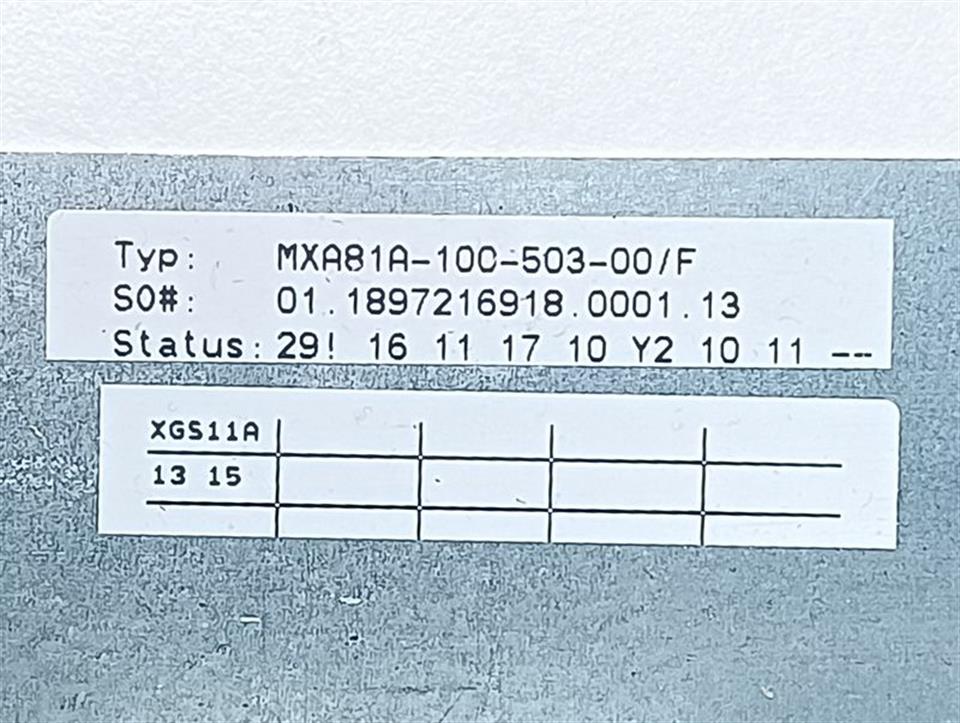 Typ: MXA81A-100-503-00/F
SO#: 01.1897216918.0001.13
Status: 29! 16 11 17 10 Y2 10 11 --
XGS11A
13 15